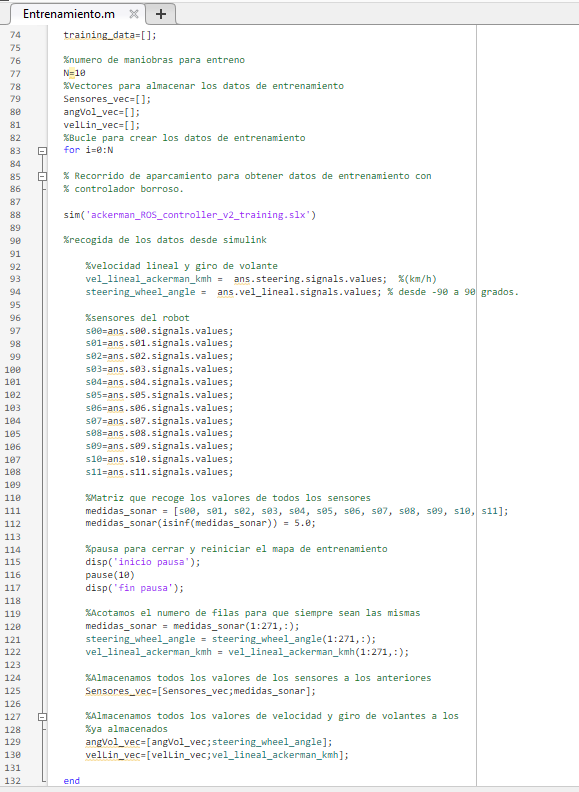 Entrenamiento.m
74 training_data=[];
75
76 %numero de maniobras para entreno
77 N=10
78 %Vectores para almacenar los datos de entrenamiento
79 Sensores_vec=[];
80 angVol_vec=[];
81 velLin_vec=[];
82 %Bucle para crear los datos de entrenamiento
83 for i=0:N
84
85 % Recorrido de aparcamiento para obtener datos de entrenamiento con
86 % controlador borroso.
87
88 sim('ackerman_ROS_controller_v2_training.slx')
89
90 %recogida de los datos desde simulink
91
92 %velocidad lineal y giro de volante
93 vel_lineal_ackerman_kmh =  ans.steering.signals.values;  %(km/h)
94 steering_wheel_angle =  ans.vel_lineal.signals.values; % desde -90 a 90 grados.
95
96 %sensores del robot
97 s00=ans.s00.signals.values;
98 s01=ans.s01.signals.values;
99 s02=ans.s02.signals.values;
100 s03=ans.s03.signals.values;
101 s04=ans.s04.signals.values;
102 s05=ans.s05.signals.values;
103 s06=ans.s06.signals.values;
104 s07=ans.s07.signals.values;
105 s08=ans.s08.signals.values;
106 s09=ans.s09.signals.values;
107 s10=ans.s10.signals.values;
108 s11=ans.s11.signals.values;
109
110 %Matriz que recoge los valores de todos los sensores
111 medidas_sonar = [s00, s01, s02, s03, s04, s05, s06, s07, s08, s09, s10, s11];
112 medidas_sonar(isinf(medidas_sonar)) = 5.0;
113
114 %pausa para cerrar y reiniciar el mapa de entrenamiento
115 disp('inicio pausa');
116 pause(10)
117 disp('fin pausa');
118
119 %Acotamos el numero de filas para que siempre sean las mismas
120 medidas_sonar = medidas_sonar(1:271,:);
121 steering_wheel_angle = steering_wheel_angle(1:271,:);
122 vel_lineal_ackerman_kmh = vel_lineal_ackerman_kmh(1:271,:);
123
124 %Almacenamos todos los valores de los sensores a los anteriores
125 Sensores_vec=[Sensores_vec;medidas_sonar];
126
127 %Almacenamos todos los valores de velocidad y giro de volantes a los
128 %ya almacenados
129 angVol_vec=[angVol_vec;steering_wheel_angle];
130 velLin_vec=[velLin_vec;vel_lineal_ackerman_kmh];
131
132 end